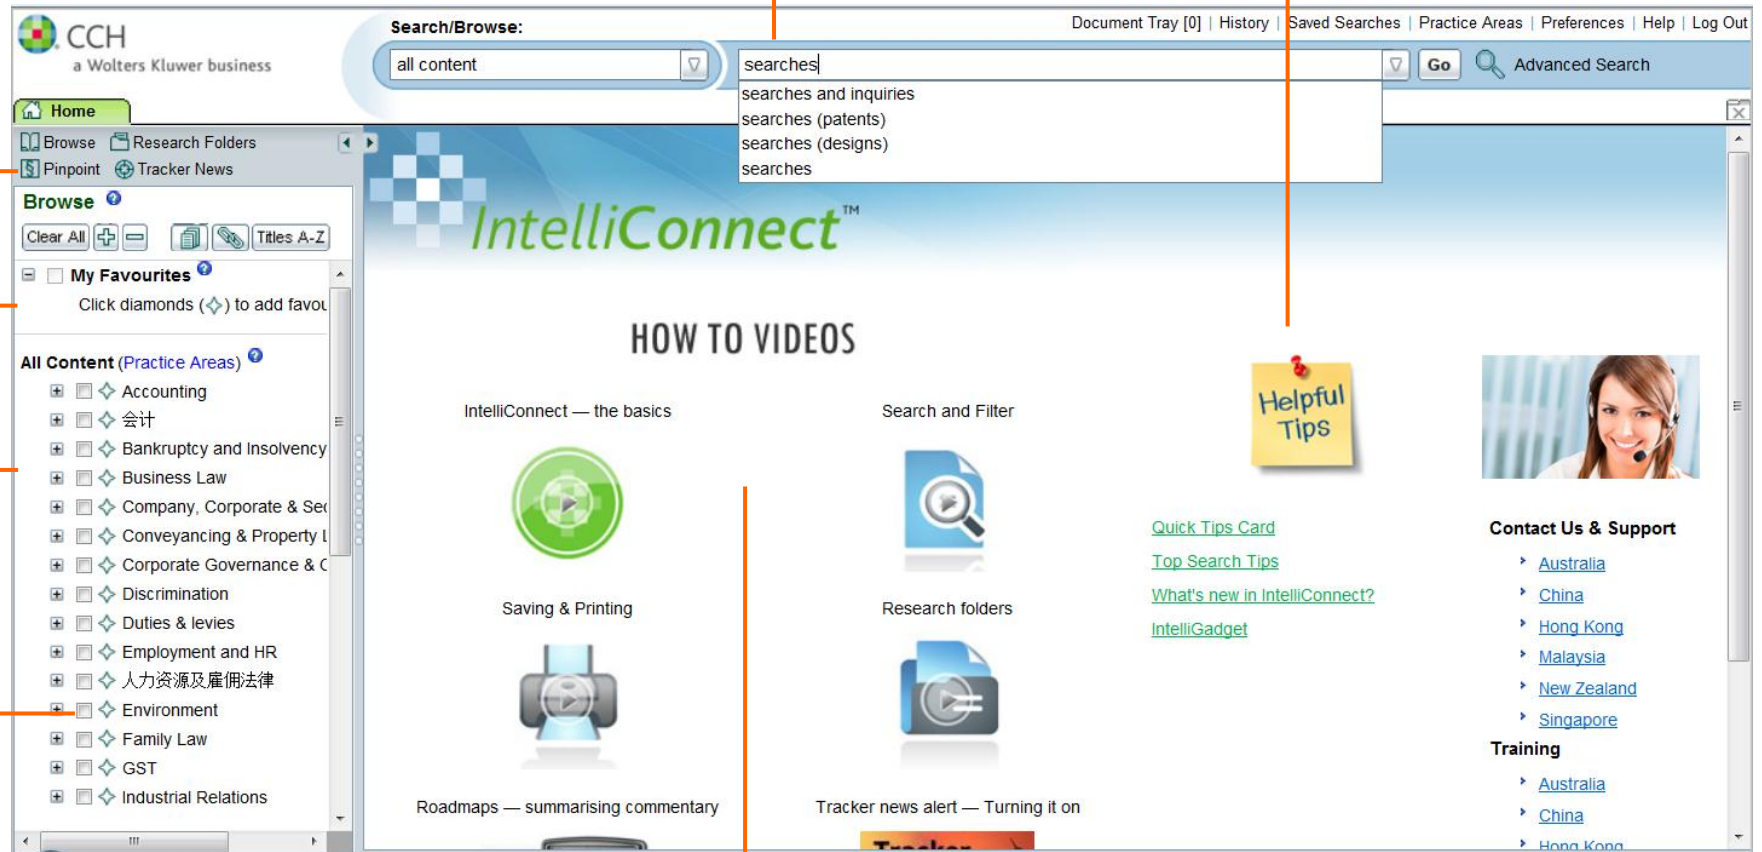 CCH
a Wolters Kluwer business
Search/Browse:
Document Tray [0] | History | Saved Searches | Practice Areas | Preferences | Help | Log Out
all content
searches
Go
Advanced Search
searches and inquiries
searches (patents)
searches (designs)
searches
Home
Browse
Research Folders
Pinpoint
Tracker News
Browse
Clear All
Titles A-Z
My Favourites
Click diamonds ( ) to add favou
All Content (Practice Areas)
Accounting
会计
Bankruptcy and Insolvency
Business Law
Company, Corporate & Sec
Conveyancing & Property L
Corporate Governance & C
Discrimination
Duties & levies
Employment and HR
人力资源及雇佣法律
Environment
Family Law
GST
Industrial Relations
IntelliConnect™
HOW TO VIDEOS
IntelliConnect — the basics
Search and Filter
Saving & Printing
Research folders
Roadmaps — summarising commentary
Tracker news alert — Turning it on
Tracker
Helpful
Tips
Quick Tips Card
Top Search Tips
What's new in IntelliConnect?
IntelliGadget
Contact Us & Support
Australia
China
Hong Kong
Malaysia
New Zealand
Singapore
Training
Australia
China
Hong Kong